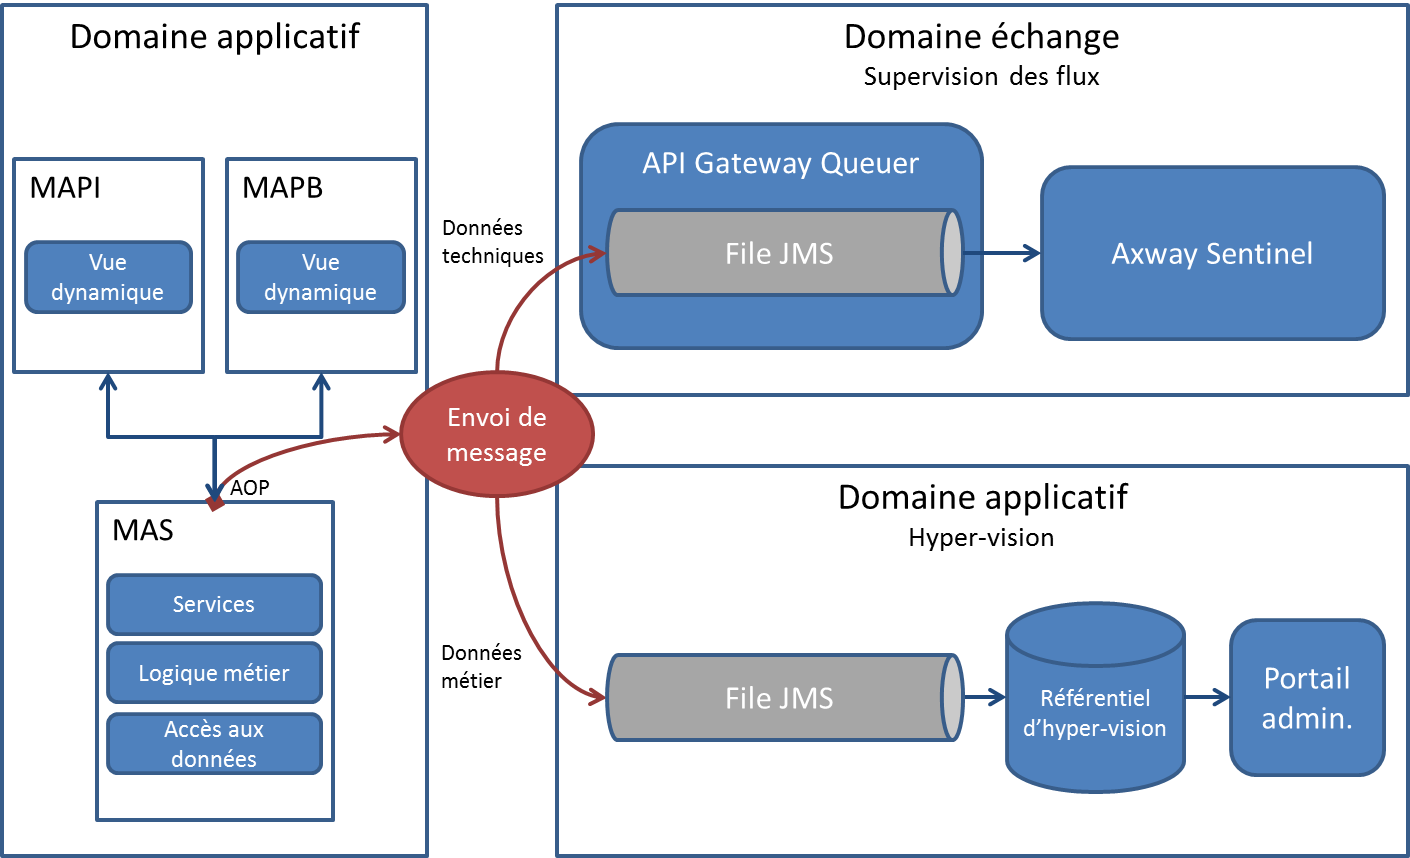 Domaine applicatif
MAPI
Vue
dynamique
MAPB
Vue
dynamique
AOP
MAS
Services
Logique métier
Accès aux
données
Envoi de
message
Données
techniques
Données
métier
Domaine échange
Supervision des flux
API Gateway Queuer
File JMS
Axway Sentinel
Domaine applicatif
Hyper-vision
File JMS
Référentiel
d’hyper-vision
Portail
admin.